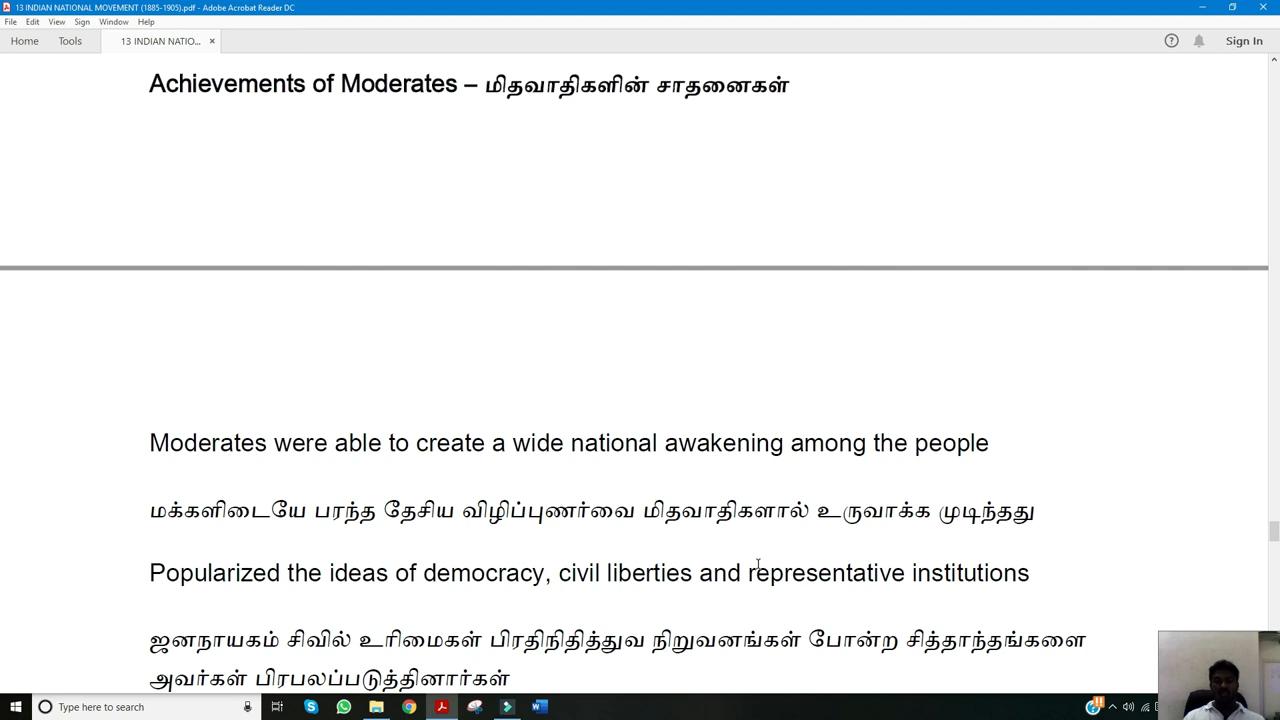 13 INDIAN NATIONAL MOVEMENT (1885-1905).pdf - Adobe Acrobat Reader DC
File Edit View Sign Window Help
Home Tools 13 INDIAN NATIO... × Sign In
Achievements of Moderates – மிதவாதிகளின் சாதனைகள்
Moderates were able to create a wide national awakening among the people
மக்களிடையே பரந்த தேசிய விழிப்புணர்வை மிதவாதிகளால் உருவாக்க முடிந்தது
Popularized the ideas of democracy, civil liberties and representative institutions
ஜனநாயகம் சிவில் உரிமைகள் பிரதிநிதித்துவ நிறுவனங்கள் போன்ற சித்தாந்தங்களை
அவர்கள் பிரபலப்படுத்தினார்கள்
Type here to search